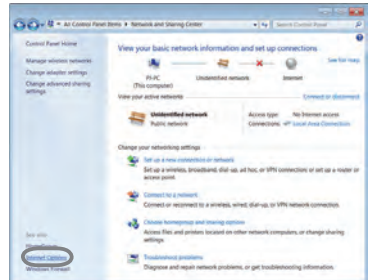 All Control Panel Items ▸ Network and Sharing Center
Search Control Panel
Control Panel Home
Manage wireless networks
Change adapter settings
Change advanced sharing
settings
See also
Internet Options
Windows Firewall
View your basic network information and set up connections
See full map
(This computer)
Unidentified network
Internet
View your active networks
Connect or disconnect
Unidentified network
Public network
Access type: No Internet access
Connections: Local Area Connection
Change your networking settings
Set up a new connection or network
Set up a wireless, broadband, dial-up, ad hoc, or VPN connection; or set up a router or
access point.
Connect to a network
Connect or reconnect to a wireless, wired, dial-up, or VPN network connection.
Choose homegroup and sharing options
Access files and printers located on other network computers, or change sharing
settings.
Troubleshoot problems
Diagnose and repair network problems, or get troubleshooting information.